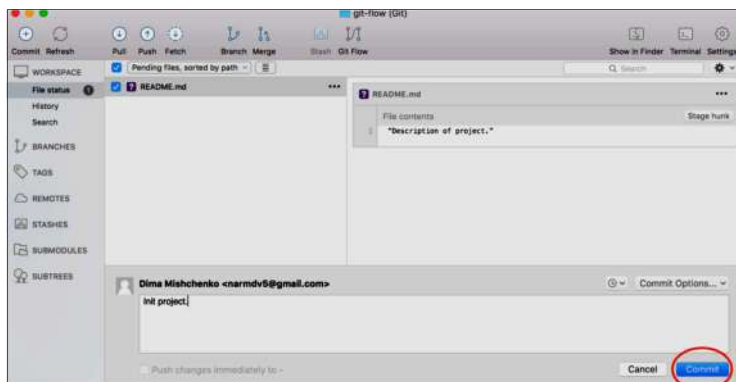 git-flow (Git)
Commit Refresh Pull Push Fetch Branch Merge Stash Git Flow Show in Finder Terminal Settings
WORKSPACE
Pending files, sorted by path
Search
File status 1
README.md
README.md
History
File contents
Stage hunk
Search
"Description of project."
BRANCHES
TAGS
REMOTES
STASHES
SUBMODULES
SUBTREES
Dima Mishchenko <narmdv5@gmail.com>
Commit Options...
Init project.
Push changes immediately to -
Cancel Commit